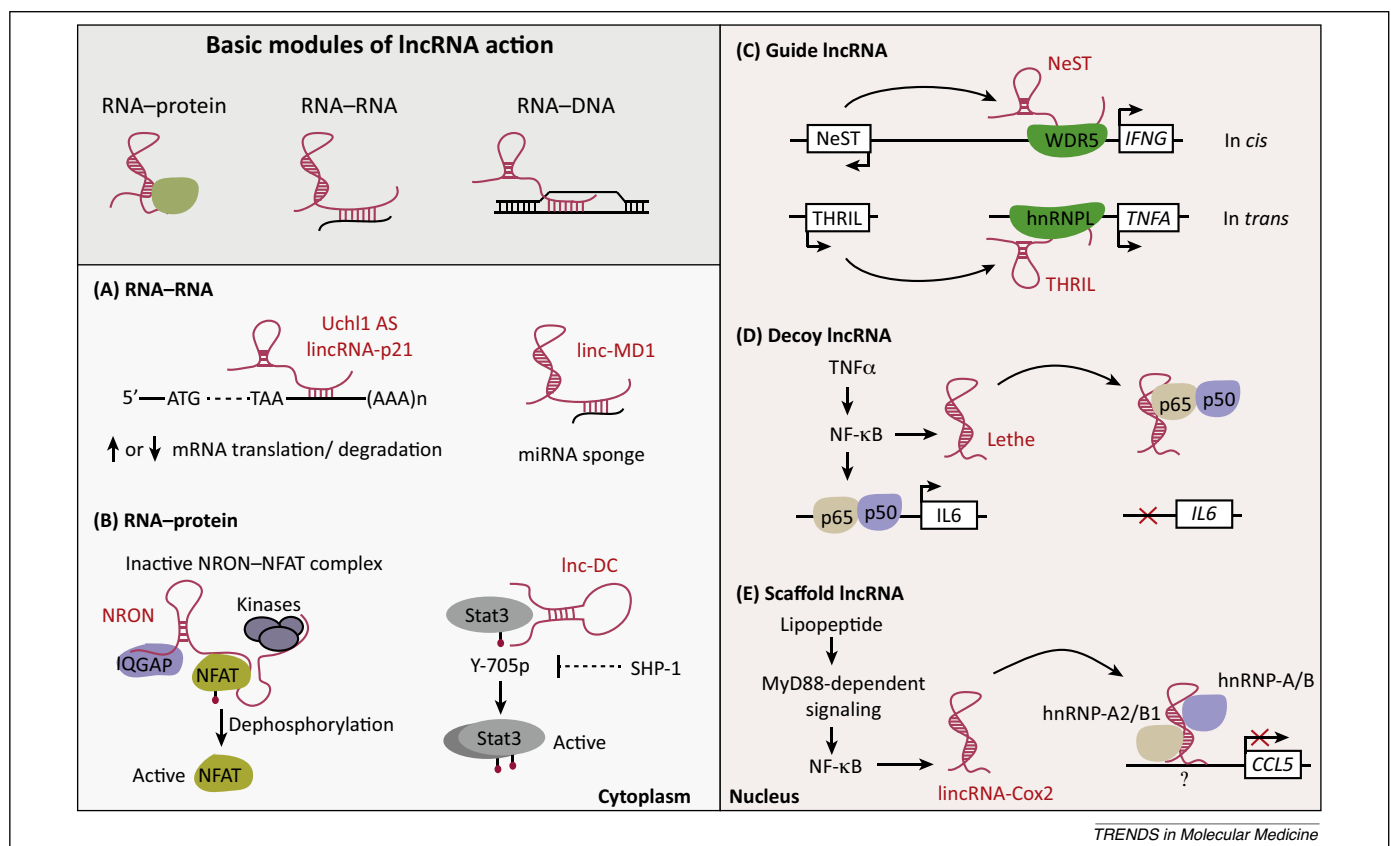 Basic modules of lncRNA action
RNA–protein
RNA–RNA
RNA–DNA
(A) RNA–RNA
Uchl1 AS
lincRNA-p21
5’
ATG
TAA
(AAA)n
or
mRNA translation/ degradation
linc-MD1
miRNA sponge
(B) RNA–protein
Inactive NRON–NFAT complex
NRON
Kinases
IQGAP
NFAT
Dephosphorylation
Active
NFAT
lnc-DC
Stat3
Y-705p
SHP-1
Stat3
Active
Cytoplasm
(C) Guide lncRNA
NeST
NeST
WDR5
IFNG
In cis
THRIL
hnRNPL
TNFA
In trans
THRIL
(D) Decoy lncRNA
TNFα
NF-κB
Lethe
p65
p50
p65
p50
IL6
IL6
(E) Scaffold lncRNA
Lipopeptide
MyD88-dependent
signaling
NF-κB
lincRNA-Cox2
hnRNP-A/B
hnRNP-A2/B1
CCL5
?
Nucleus
TRENDS in Molecular Medicine